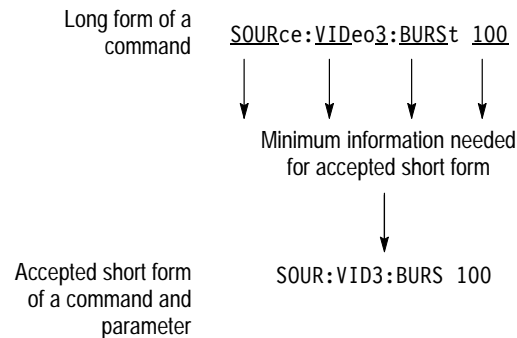 Long form of a
command
SOURce:VIDeo3:BURSt 100
Minimum information needed
for accepted short form
Accepted short form
of a command and
parameter
SOUR:VID3:BURS 100